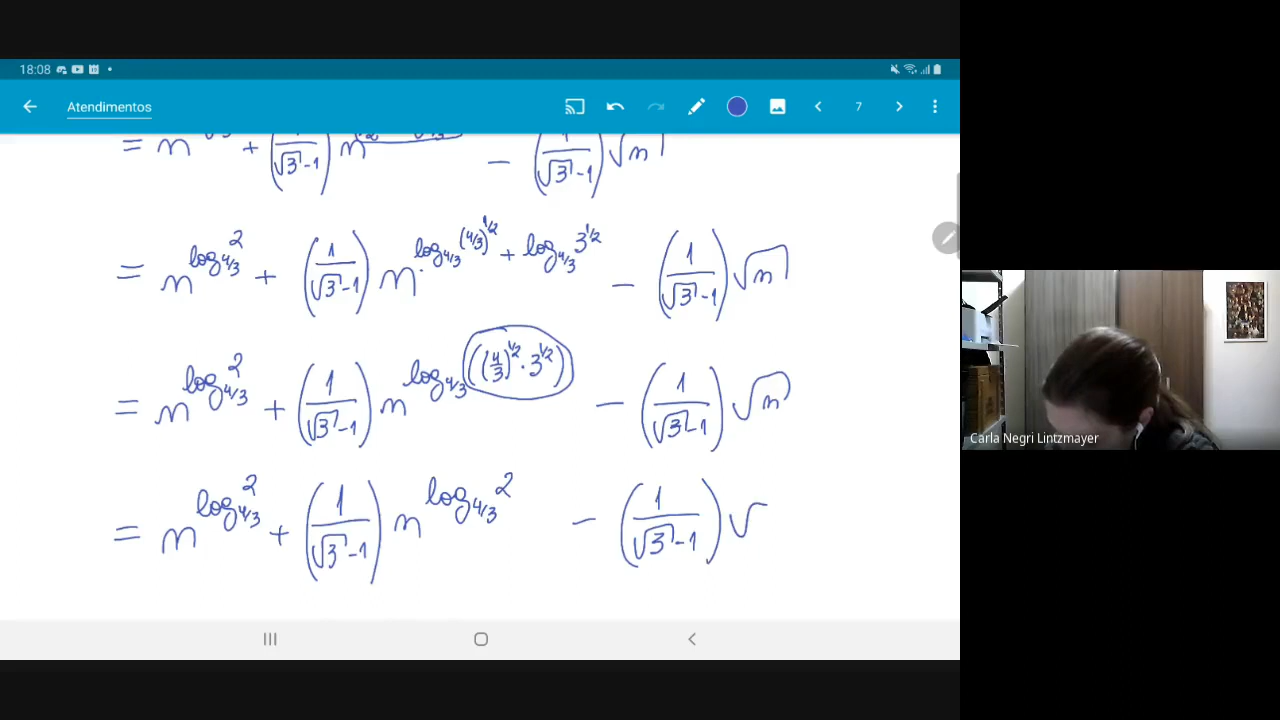 18:08
Atendimentos
7
= n + (1/(√3-1)) n - (1/(√3-1)) √n
= n^(log_{4/3} 2) + (1/(√3-1)) n^(log_{4/3} (4/3)^{1/2} + log_{4/3} 3^{1/2}) - (1/(√3-1)) √n
= n^(log_{4/3} 2) + (1/(√3-1)) n^(log_{4/3} ((4/3)^{1/2} · 3^{1/2})) - (1/(√3-1)) √n
= n^(log_{4/3} 2) + (1/(√3-1)) n^(log_{4/3} 2) - (1/(√3-1)) √
Carla Negri Lintzmayer